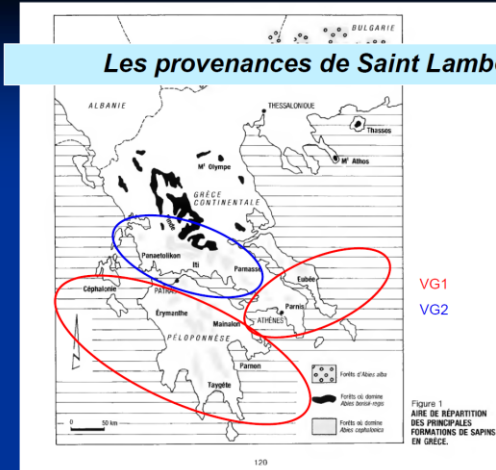 BULGARIE
Les provenances de Saint Lamb
ALBANIE
THESSALONIQUE
Thassos
Mt Olympe
Mt Athos
GRÈCE
CONTINENTALE
Panaetolikon
Iti
Parnasse
Eubée
Céphalonie
PATRAS
Parnis
ATHÈNES
Érymanthe
Mainalon
PÉLOPONNÈSE
Parnon
Taygète
VG1
VG2
Forêts d'Abies alba
Forêts où domine
Abies borisii-regis
Forêts où domine
Abies cephalonica
0 50 km
Figure 1
AIRE DE RÉPARTITION
DES PRINCIPALES
FORMATIONS DE SAPINS
EN GRÈCE.
120